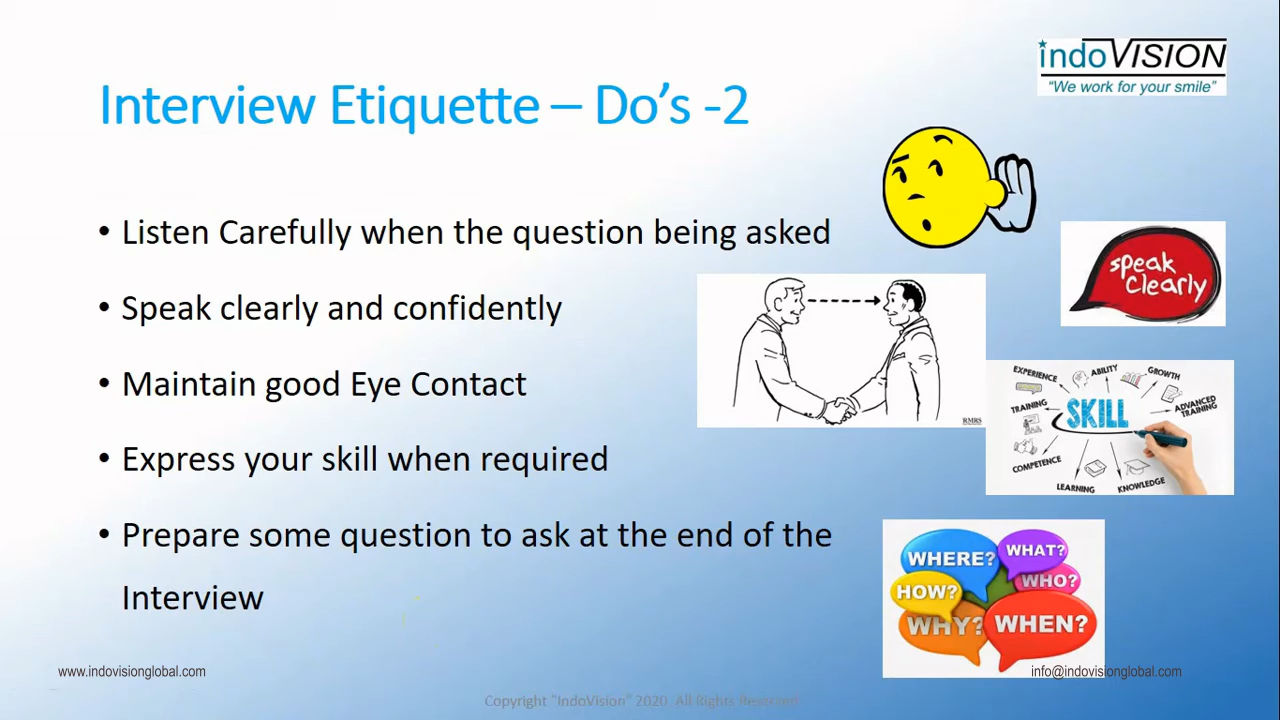 indoVISION
"We work for your smile"
Interview Etiquette – Do's -2
• Listen Carefully when the question being asked
• Speak clearly and confidently
• Maintain good Eye Contact
• Express your skill when required
• Prepare some question to ask at the end of the
Interview
speak
clearly
RMRS
EXPERIENCE
ABILITY
GROWTH
TRAINING
SKILL
ADVANCED
TRAINING
COMPETENCE
LEARNING
KNOWLEDGE
WHERE?
WHAT?
HOW?
WHO?
WHY?
WHEN?
www.indovisionglobal.com
info@indovisionglobal.com
Copyright "IndoVision" 2020 All Rights Reserved